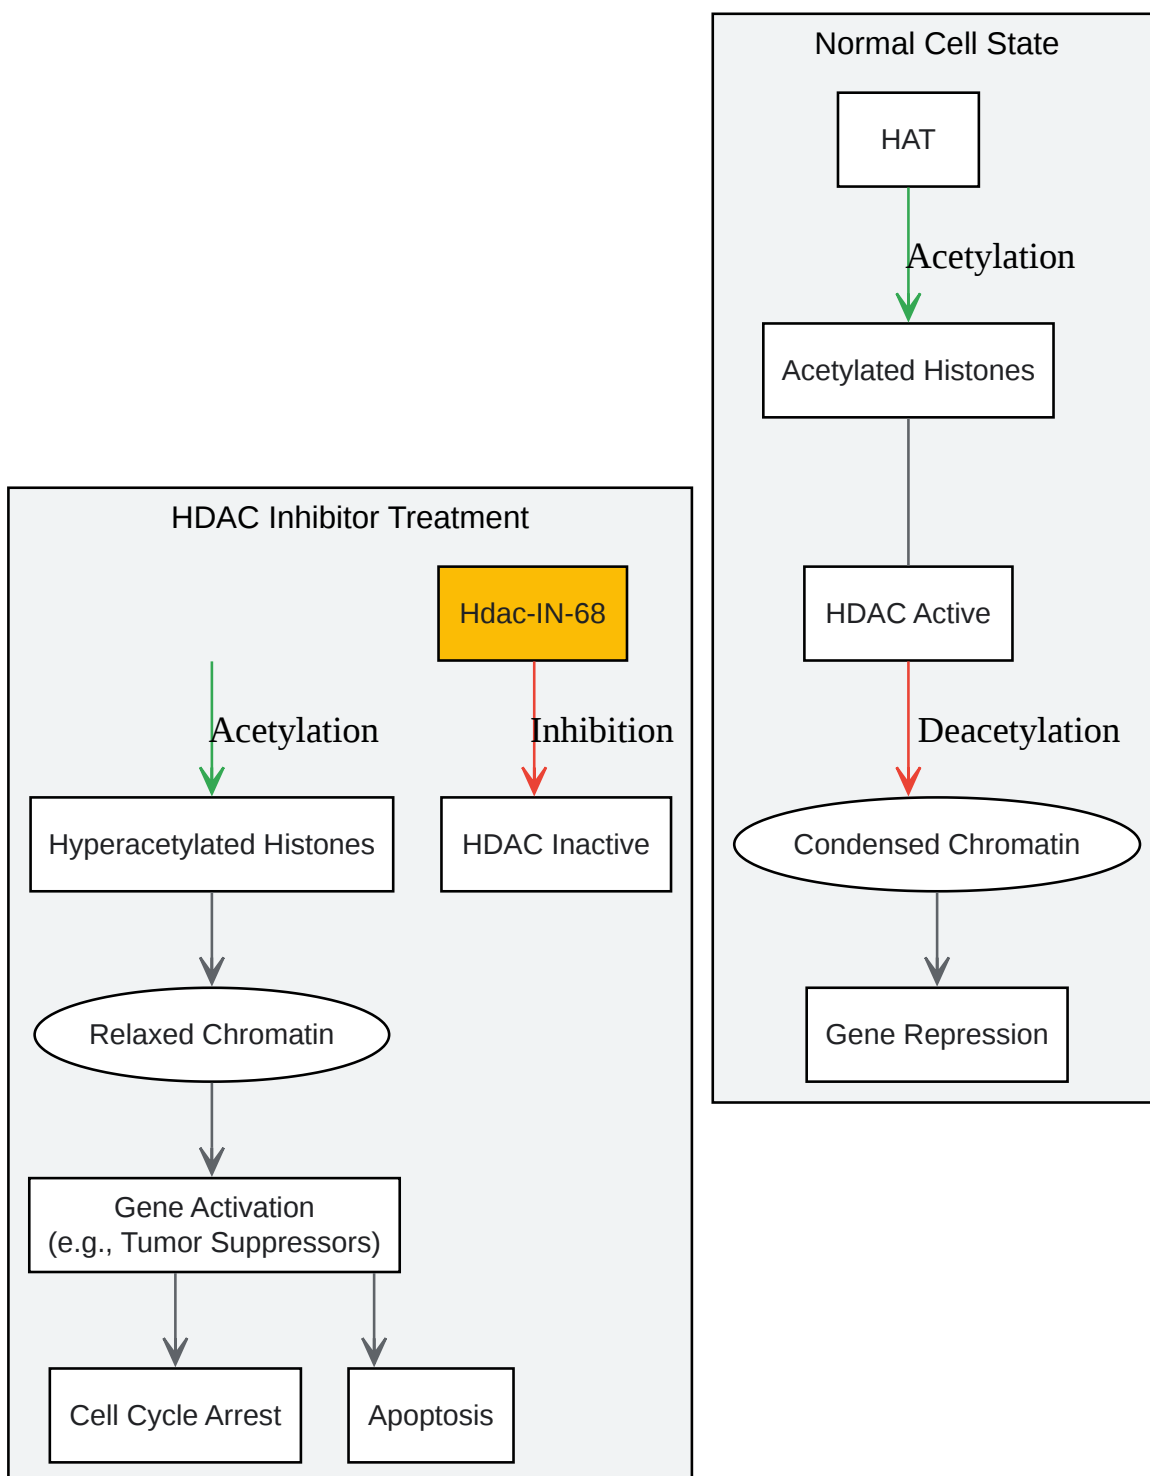 Normal Cell State
HAT
Acetylation
Acetylated Histones
HDAC Active
Deacetylation
Condensed Chromatin
Gene Repression
HDAC Inhibitor Treatment
Hdac-IN-68
Acetylation
Inhibition
Hyperacetylated Histones
HDAC Inactive
Relaxed Chromatin
Gene Activation
(e.g., Tumor Suppressors)
Cell Cycle Arrest
Apoptosis